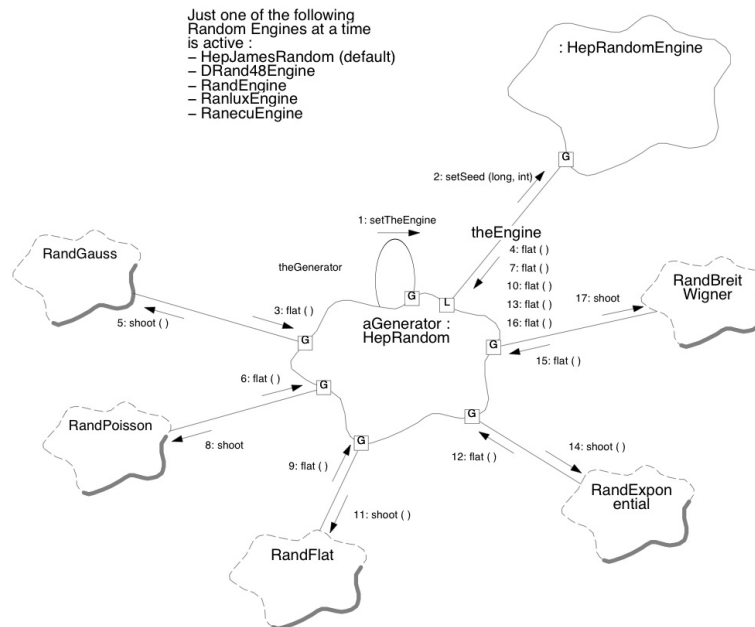 Just one of the following
Random Engines at a time
is active :
– HepJamesRandom (default)
– DRand48Engine
– RandEngine
– RanluxEngine
– RanecuEngine
: HepRandomEngine
G
2: setSeed (long, int)
1: setTheEngine
theEngine
4: flat ( )
7: flat ( )
10: flat ( )
13: flat ( )
16: flat ( )
theGenerator
G
L
aGenerator :
HepRandom
RandGauss
3: flat ( )
5: shoot ( )
G
RandBreit
Wigner
17: shoot
15: flat ( )
G
6: flat ( )
G
RandPoisson
8: shoot
9: flat ( )
G
11: shoot ( )
RandFlat
G
14: shoot ( )
12: flat ( )
RandExpon
ential